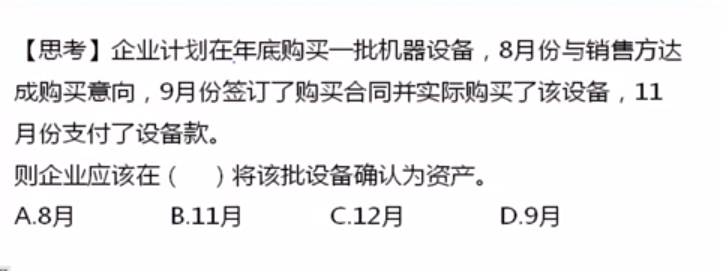 【思考】企业计划在年底购买一批机器设备，8月份与销售方达
成购买意向，9月份签订了购买合同并实际购买了该设备，11
月份支付了设备款。
则企业应该在（　　）将该批设备确认为资产。
A.8月　　B.11月　　C.12月　　D.9月